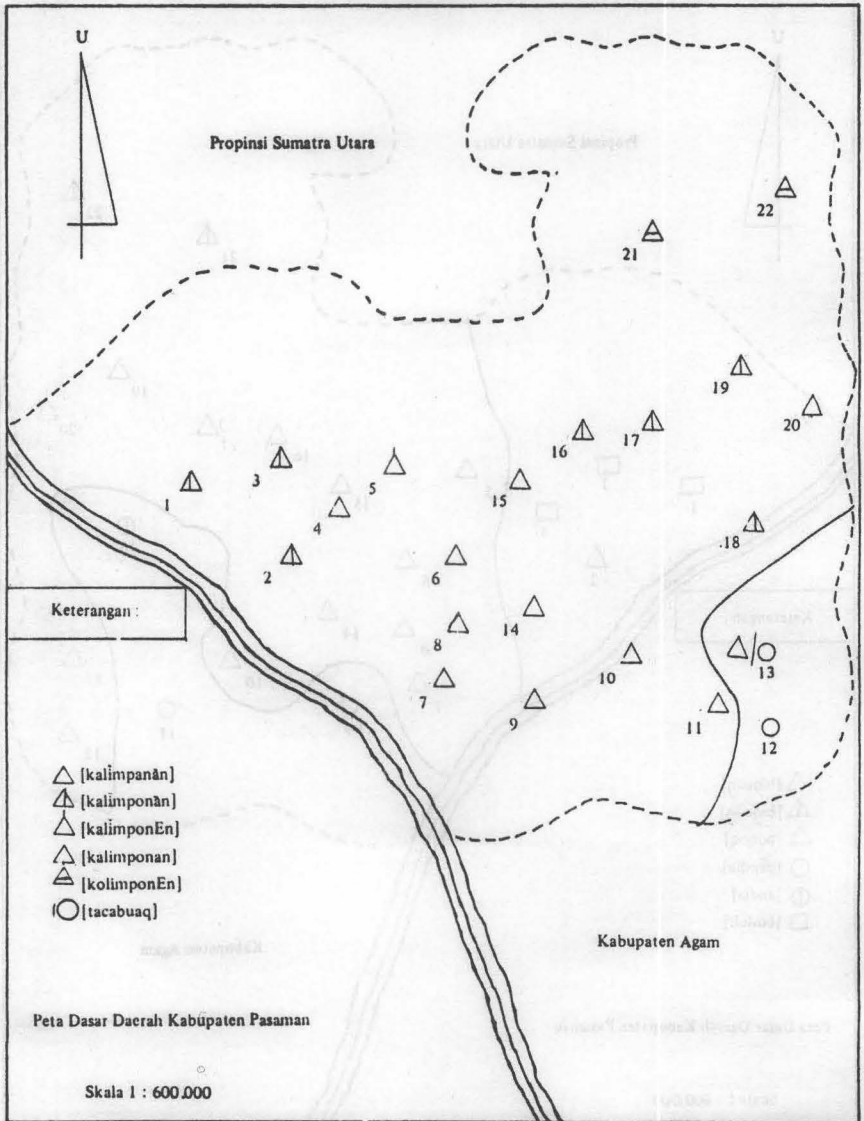 U
Propinsi Sumatra Utara
22
21
19
20
17
16
3
5
15
1
4
.18
2
6
14
8
13
10
7
11
9
12
Keterangan :
[kalimpanan]
[kalimponan]
[kalimponEn]
[kalimponan]
[kolimponEn]
[tacabuaq]
Kabupaten Agam
Peta Dasar Daerah Kabupaten Pasaman
Skala 1 : 600.000